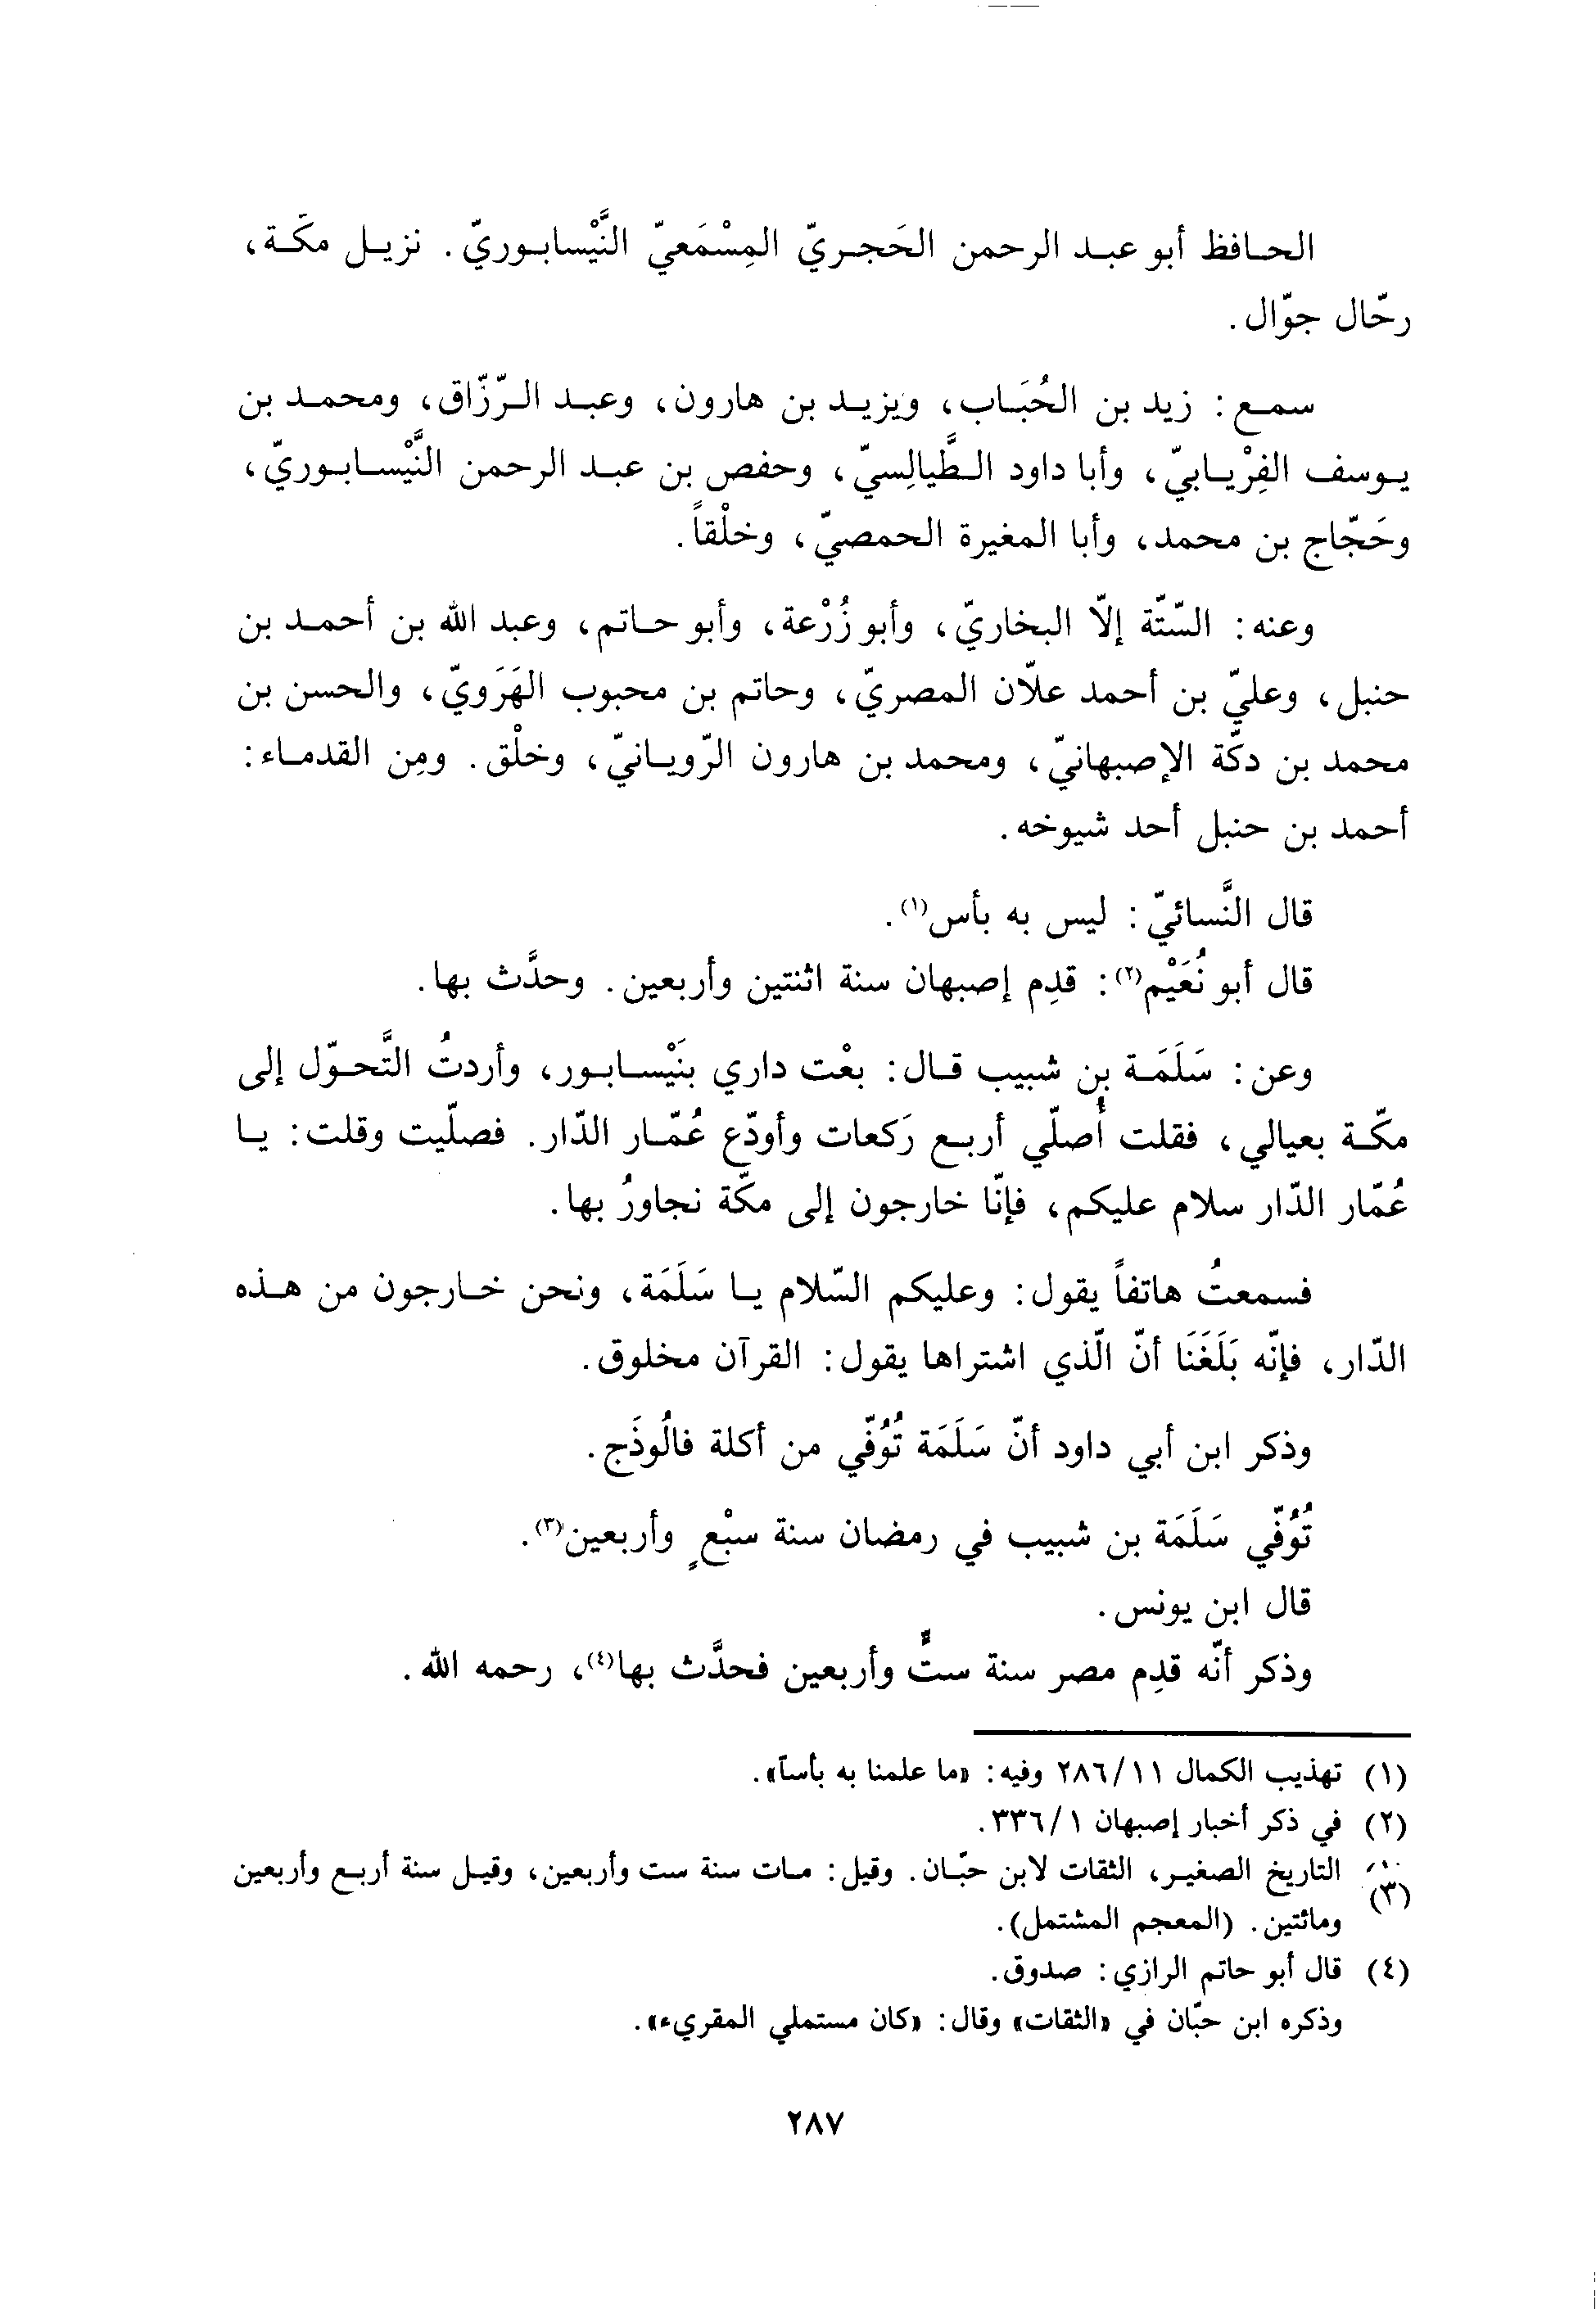 الحافظ أبو عبد الرحمن الحَجريّ المِسْمَعيّ النَّيْسابوريّ. نزيل مكّة،
رحّال جوّال.
سمع: زيد بن الحُبَاب، ويزيد بن هارون، وعبد الرّزّاق، ومحمد بن
يوسف الفِرْيابيّ، وأبا داود الطَّيالِسيّ، وحفص بن عبد الرحمن النَّيْسابوريّ،
وحَجّاج بن محمد، وأبا المغيرة الحمصيّ، وخلْقاً.
وعنه: السّتّة إلّا البخاريّ، وأبو زُرْعة، وأبو حاتم، وعبد الله بن أحمد بن
حنبل، وعليّ بن أحمد علّان المصريّ، وحاتم بن محبوب الهَرَويّ، والحسن بن
محمد بن دكّة الإصبهانيّ، ومحمد بن هارون الرّويانيّ، وخلْق. ومِن القدماء:
أحمد بن حنبل أحد شيوخه.
قال النَّسائيّ: ليس به بأس(١).
قال أبو نُعَيْم(٢): قدِم إصبهان سنة اثنتين وأربعين. وحدَّث بها.
وعن: سَلَمَة بن شبيب قال: بعْت داري بنَيْسابور، وأردتُ التَّحوّل إلى
مكّة بعيالي، فقلت أُصلّي أربع رَكعات وأودّع عُمّار الدّار. فصلّيت وقلت: يا
عُمّار الدّار سلام عليكم، فإنّا خارجون إلى مكّة نجاورُ بها.
فسمعتُ هاتفاً يقول: وعليكم السّلام يا سَلَمَة، ونحن خارجون من هذه
الدّار، فإنّه بَلَغَنَا أنّ الّذي اشتراها يقول: القرآن مخلوق.
وذكر ابن أبي داود أنّ سَلَمَة تُوُفّي من أكلة فالُوذَج.
تُوُفّي سَلَمَة بن شبيب في رمضان سنة سبْعٍ وأربعين(٣).
قال ابن يونس.
وذكر أنّه قدِم مصر سنة ستٍّ وأربعين فحدَّث بها(٤)، رحمه الله.
(١) تهذيب الكمال ٢٨٦/١١ وفيه: «ما علمنا به بأساً».
(٢) في ذكر أخبار إصبهان ٣٣٦/١.
(٣) التاريخ الصغير، الثقات لابن حبّان. وقيل: مات سنة ست وأربعين، وقيل سنة أربع وأربعين
ومائتين. (المعجم المشتمل).
(٤) قال أبو حاتم الرازي: صدوق.
وذكره ابن حبّان في «الثقات» وقال: «كان مستملي المقريء».
٢٨٧